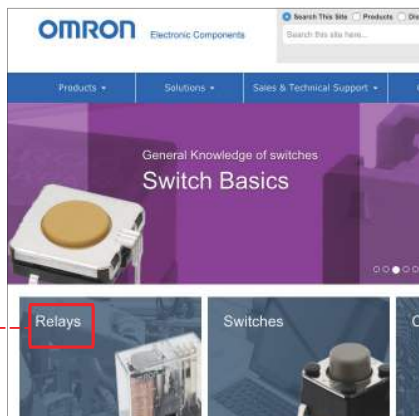 OMRON Electronic Components
Search This Site Products
Search this site here...
Products Solutions Sales & Technical Support
General Knowledge of switches
Switch Basics
Relays Switches